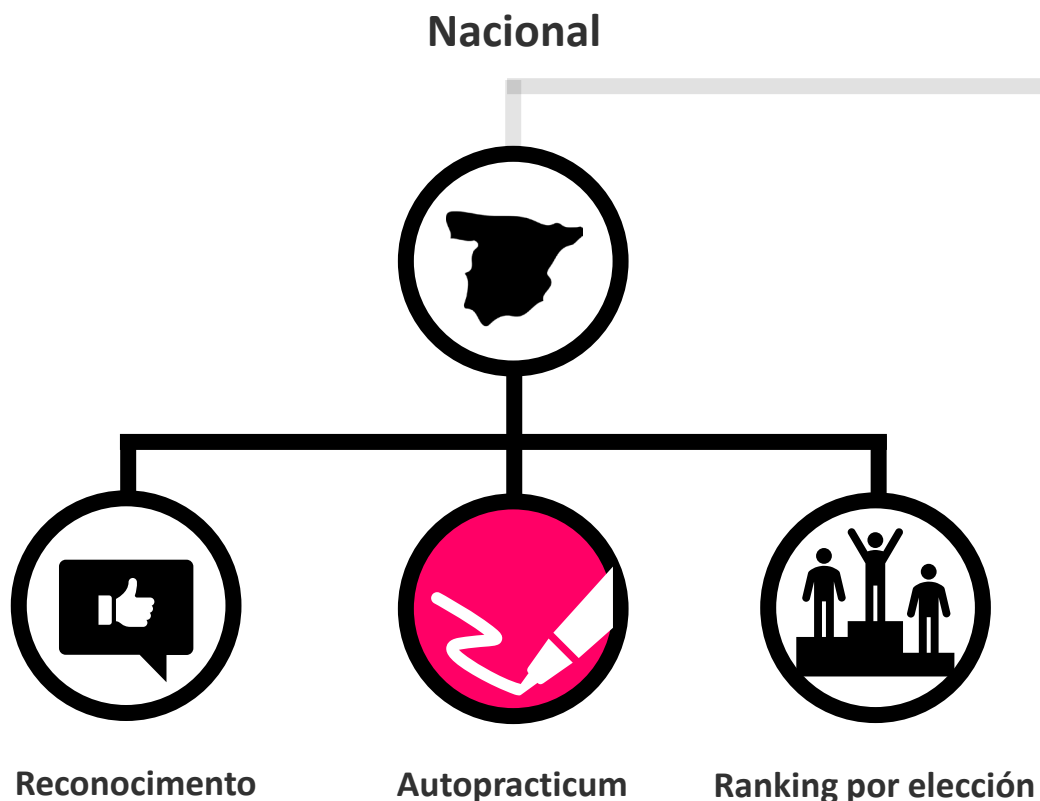 Nacional
Reconocimento
Autopracticum
Ranking por elección